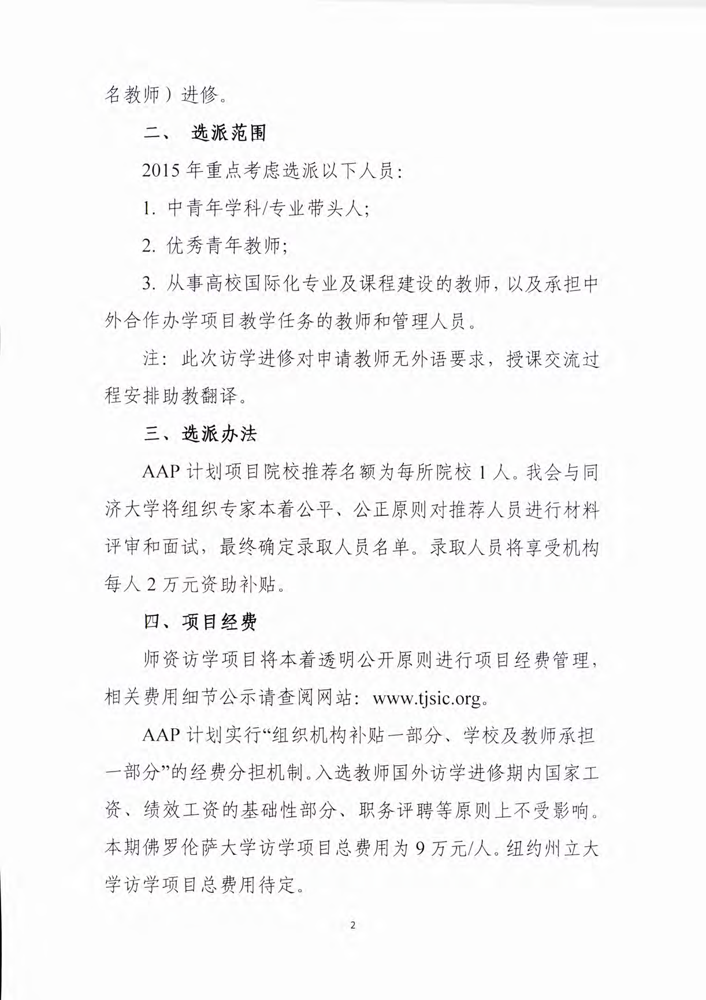 名教师）进修。
二、 选派范围
2015 年重点考虑选派以下人员：
1. 中青年学科/专业带头人；
2. 优秀青年教师；
3. 从事高校国际化专业及课程建设的教师，以及承担中
外合作办学项目教学任务的教师和管理人员。
注：此次访学进修对申请教师无外语要求，授课交流过
程安排助教翻译。
三、选派办法
AAP 计划项目院校推荐名额为每所院校 1 人。我会与同
济大学将组织专家本着公平、公正原则对推荐人员进行材料
评审和面试，最终确定录取人员名单。录取人员将享受机构
每人 2 万元资助补贴。
四、项目经费
师资访学项目将本着透明公开原则进行项目经费管理，
相关费用细节公示请查阅网站：www.tjsic.org。
AAP 计划实行“组织机构补贴一部分、学校及教师承担
一部分”的经费分担机制。入选教师国外访学进修期内国家工
资、绩效工资的基础性部分、职务评聘等原则上不受影响。
本期佛罗伦萨大学访学项目总费用为 9 万元/人。纽约州立大
学访学项目总费用待定。
2